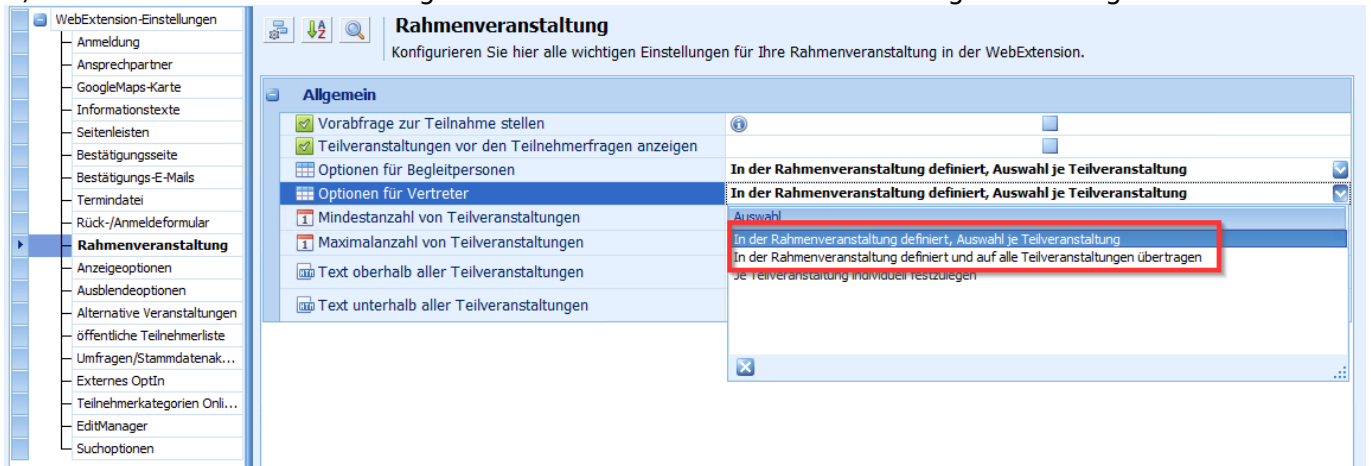 WebExtension-Einstellungen
Anmeldung
Ansprechpartner
GoogleMaps-Karte
Informationstexte
Seitenleisten
Bestätigungsseite
Bestätigungs-E-Mails
Termindatei
Rück-/Anmeldeformular
Rahmenveranstaltung
Anzeigeoptionen
Ausblendeoptionen
Alternative Veranstaltungen
öffentliche Teilnehmerliste
Umfragen/Stammdatenak...
Externes OptIn
Teilnehmerkategorien Onli...
EditManager
Suchoptionen
Rahmenveranstaltung
Konfigurieren Sie hier alle wichtigen Einstellungen für Ihre Rahmenveranstaltung in der WebExtension.
Allgemein
Vorabfrage zur Teilnahme stellen
Teilveranstaltungen vor den Teilnehmerfragen anzeigen
Optionen für Begleitpersonen In der Rahmenveranstaltung definiert, Auswahl je Teilveranstaltung
Optionen für Vertreter In der Rahmenveranstaltung definiert, Auswahl je Teilveranstaltung
Mindestanzahl von Teilveranstaltungen
Maximalanzahl von Teilveranstaltungen
Text oberhalb aller Teilveranstaltungen
Text unterhalb aller Teilveranstaltungen
Auswahl
In der Rahmenveranstaltung definiert, Auswahl je Teilveranstaltung
In der Rahmenveranstaltung definiert und auf alle Teilveranstaltungen übertragen
Je Teilveranstaltung individuell festzulegen